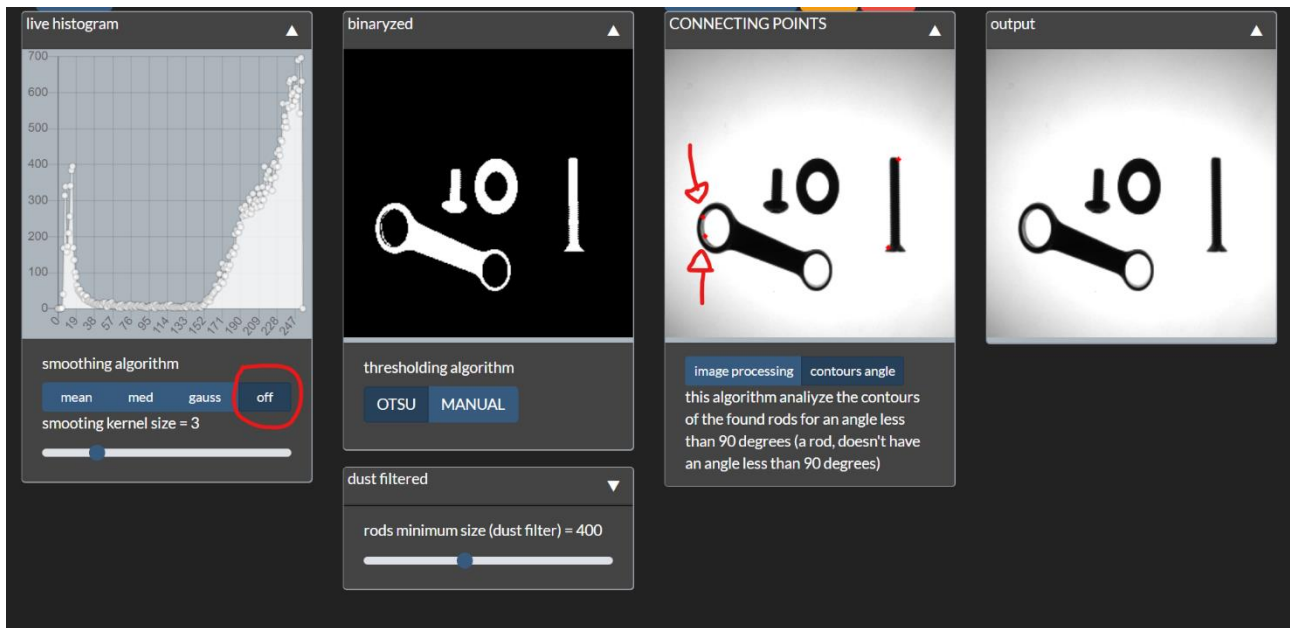 live histogram
700
600
500
400
300
200
100
0
0 19 38 57 76 95 114 133 152 171 190 209 228 247
smoothing algorithm
mean med gauss off
smooting kernel size = 3
binaryzed
thresholding algorithm
OTSU MANUAL
dust filtered
rods minimum size (dust filter) = 400
CONNECTING POINTS
image processing contours angle
this algorithm analiyze the contours
of the found rods for an angle less
than 90 degrees (a rod, doesn't have
an angle less than 90 degrees)
output